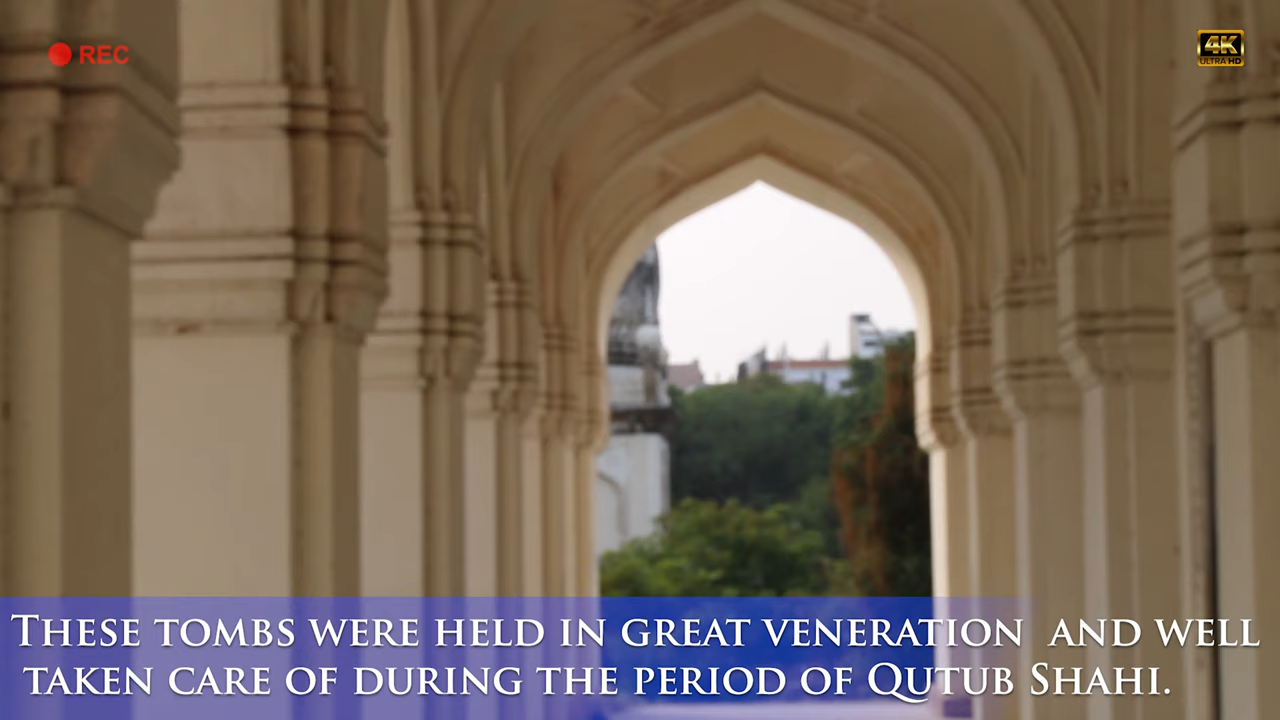 REC
4K
ULTRA HD
These tombs were held in great veneration and well
taken care of during the period of Qutub Shahi.